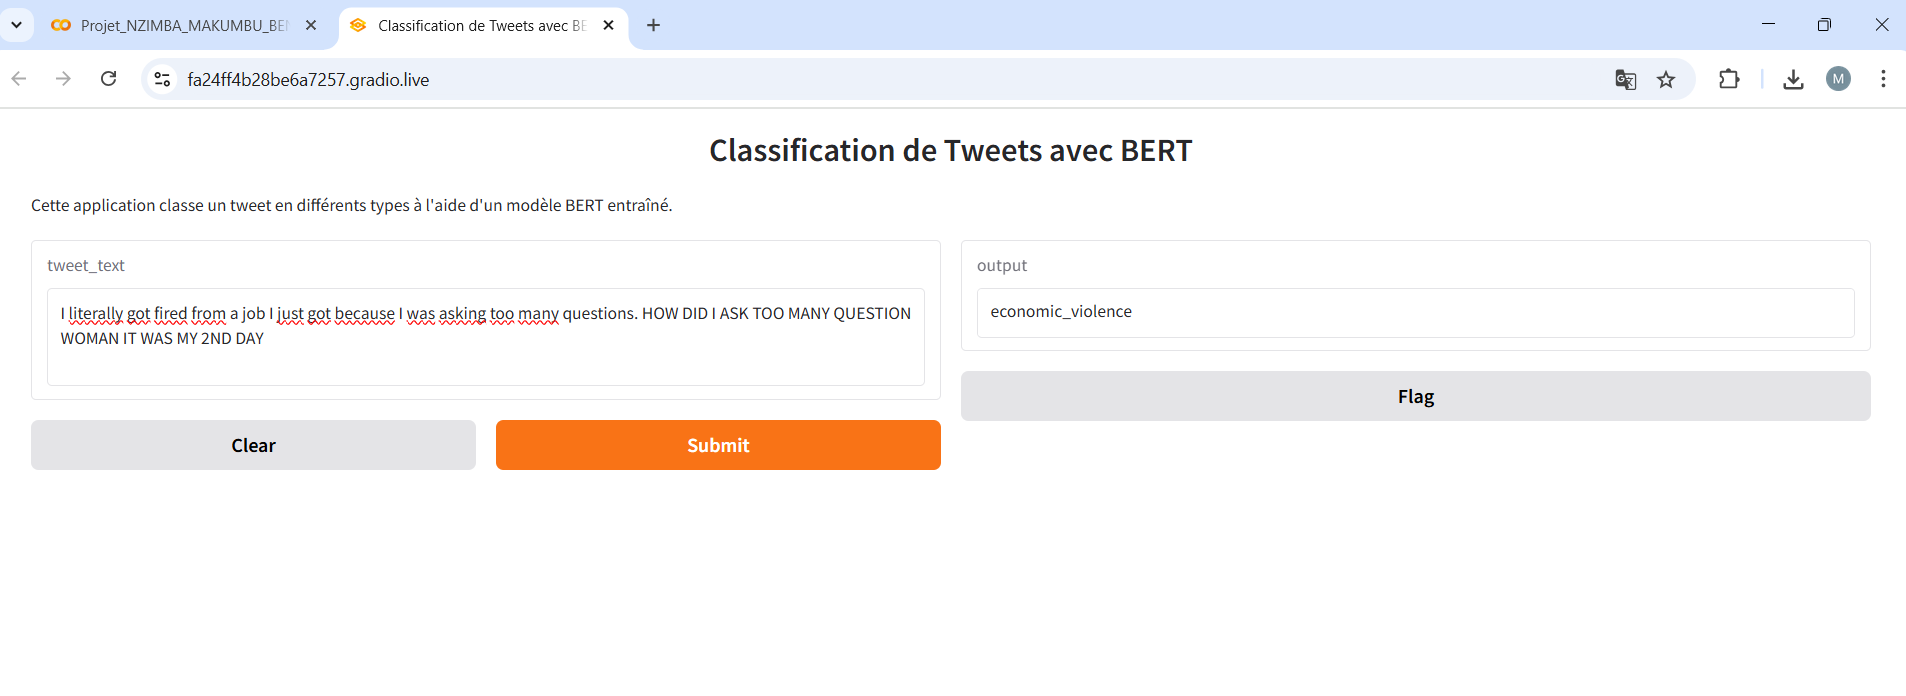 Projet_NZIMBA_MAKUMBU_BEN
Classification de Tweets avec BE
fa24ff4b28be6a7257.gradio.live
M
Classification de Tweets avec BERT
Cette application classe un tweet en différents types à l'aide d'un modèle BERT entraîné.
tweet_text
I literally got fired from a job I just got because I was asking too many questions. HOW DID I ASK TOO MANY QUESTION
WOMAN IT WAS MY 2ND DAY
output
economic_violence
Flag
Clear
Submit